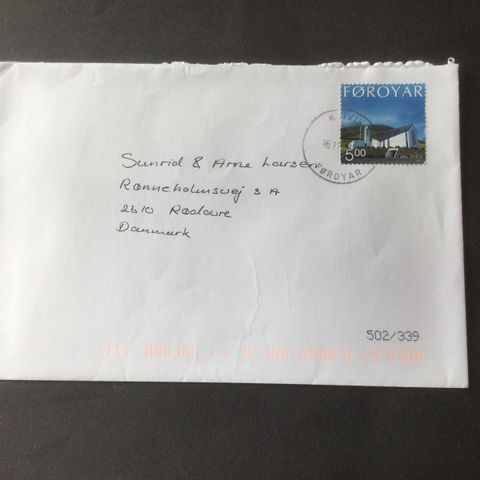 FØROYAR
5,00
FØROYAR
Sunrid & Arne Larsen
Rønneholmsvej 3 A
2610 Rødovre
Danmark
502/339